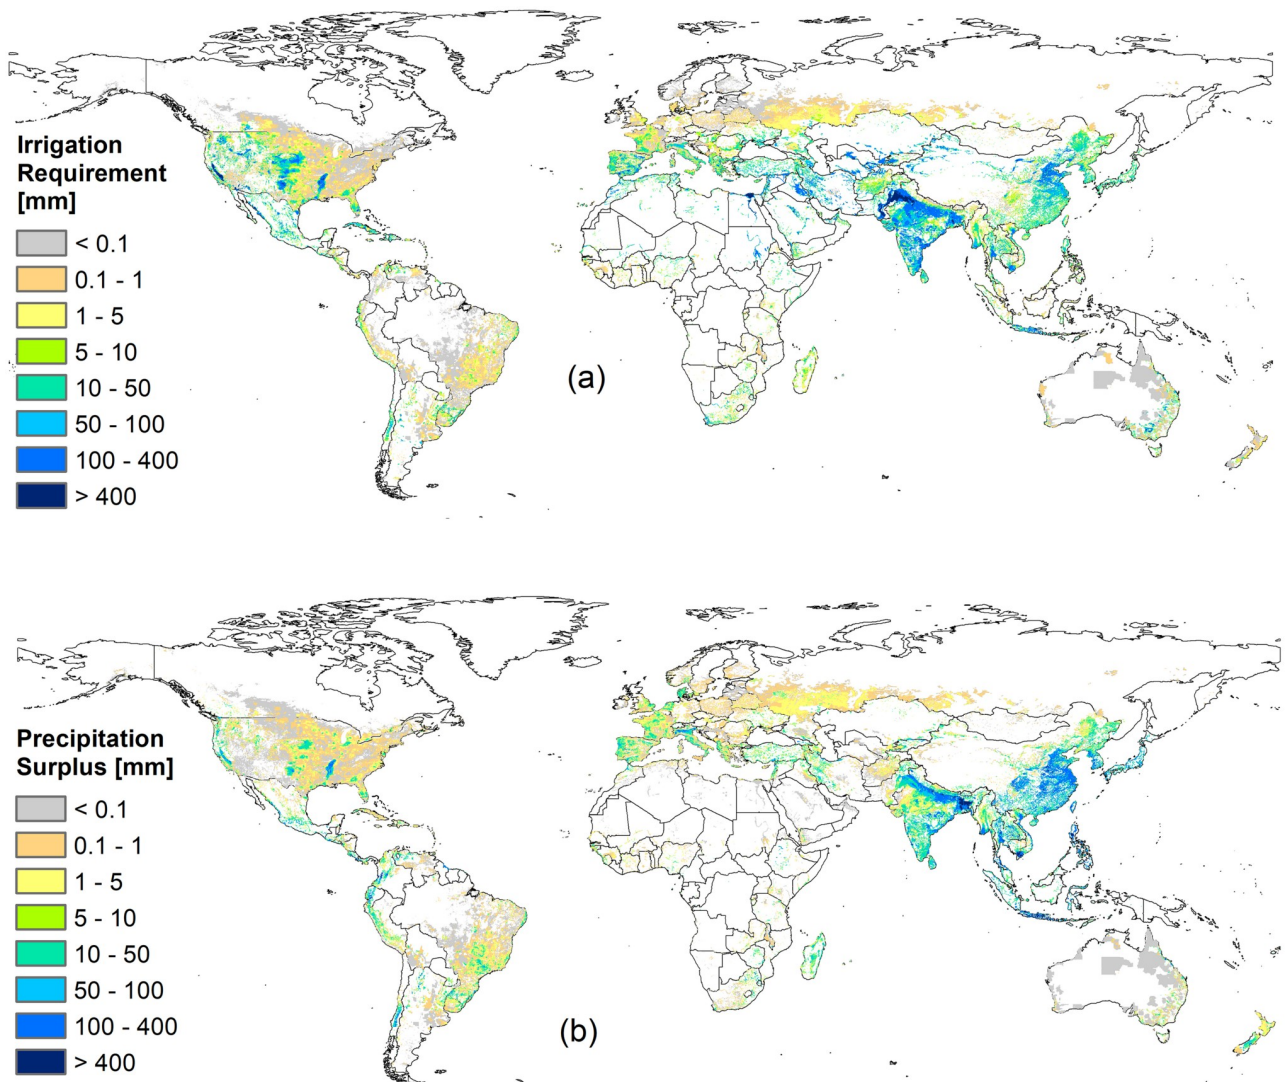 Irrigation
Requirement
[mm]
< 0.1
0.1 - 1
1 - 5
5 - 10
10 - 50
50 - 100
100 - 400
> 400
(a)
Precipitation
Surplus [mm]
< 0.1
0.1 - 1
1 - 5
5 - 10
10 - 50
50 - 100
100 - 400
> 400
(b)